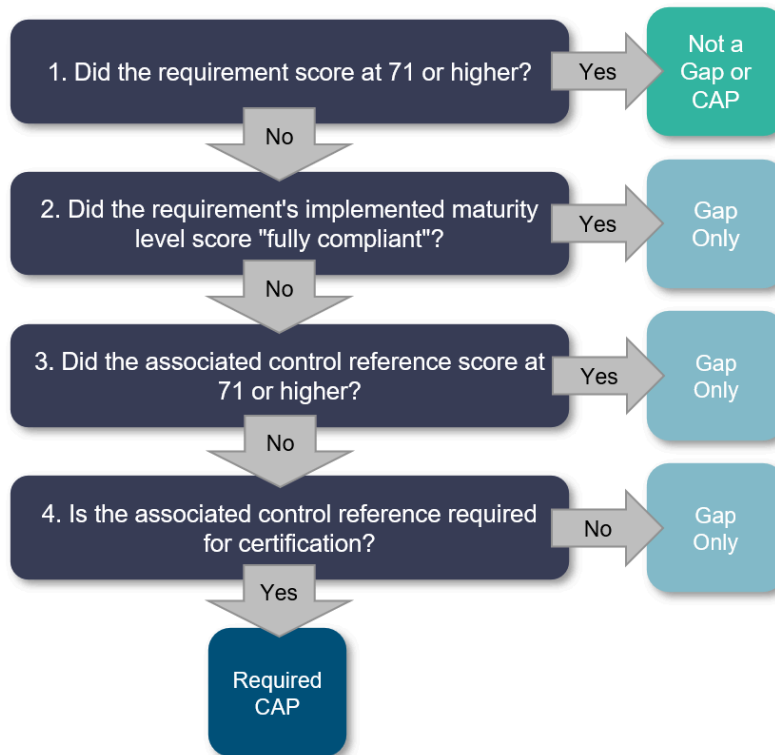 1. Did the requirement score at 71 or higher?
Yes
Not a
Gap or
CAP
No
2. Did the requirement's implemented maturity
level score "fully compliant"?
Yes
Gap
Only
No
3. Did the associated control reference score at
71 or higher?
Yes
Gap
Only
No
4. Is the associated control reference required
for certification?
No
Gap
Only
Yes
Required
CAP